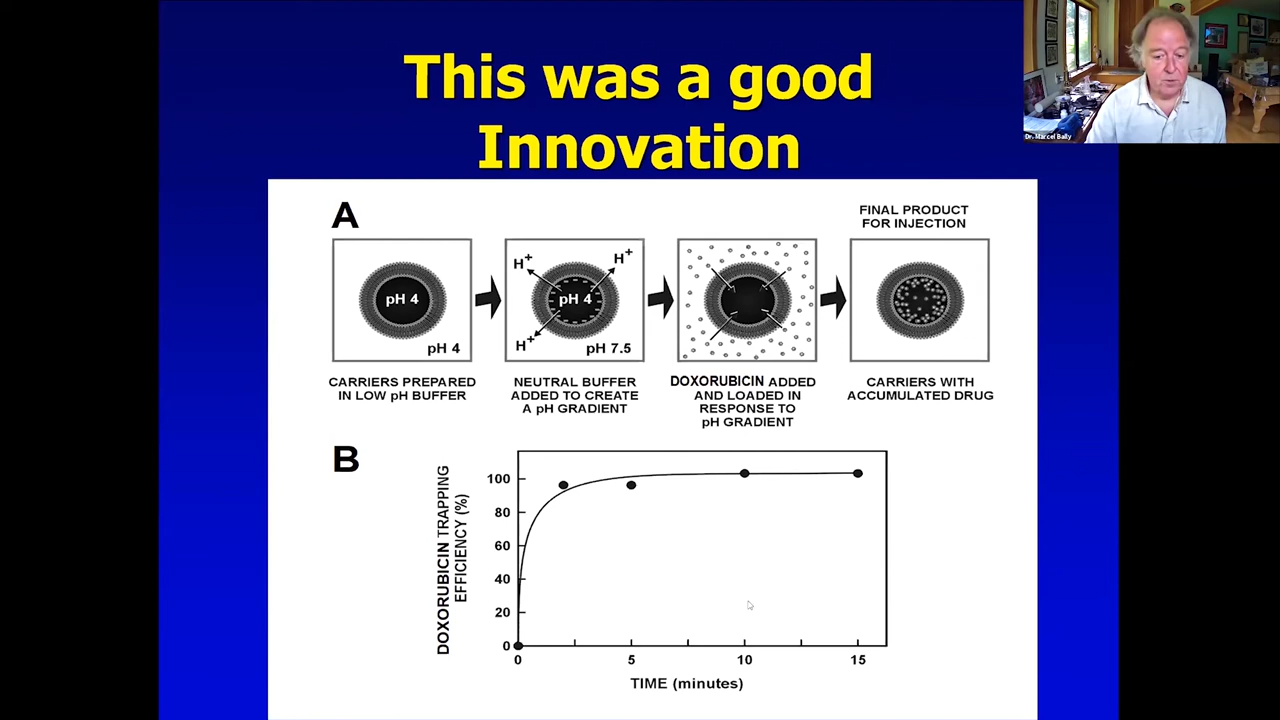 This was a good
Innovation
Dr. Marcel Bally
A
FINAL PRODUCT
FOR INJECTION
pH 4
pH 4
H+
H+
H+
pH 4
pH 7.5
CARRIERS PREPARED
IN LOW pH BUFFER
NEUTRAL BUFFER
ADDED TO CREATE
A pH GRADIENT
DOXORUBICIN ADDED
AND LOADED IN
RESPONSE TO
pH GRADIENT
CARRIERS WITH
ACCUMULATED DRUG
B
DOXORUBICIN TRAPPING
EFFICIENCY (%)
100
80
60
40
20
0
0
5
10
15
TIME (minutes)